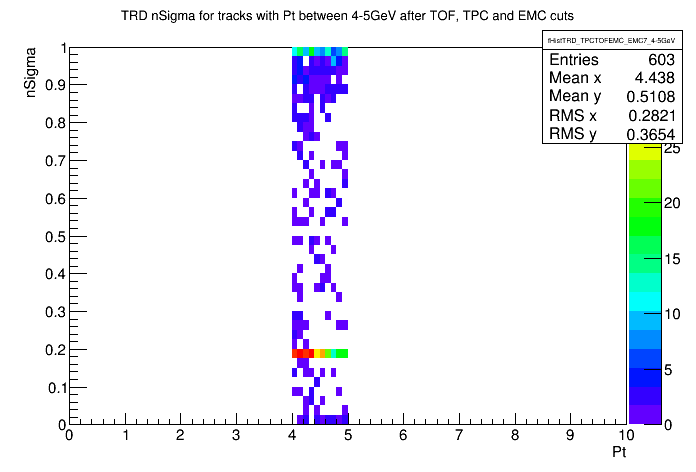 TRD nSigma for tracks with Pt between 4-5GeV after TOF, TPC and EMC cuts
fHistTRD_TPCTOFEMC_EMC7_4-5GeV
Entries 603
Mean x 4.438
Mean y 0.5108
RMS x 0.2821
RMS y 0.3654
nSigma
1
0.9
0.8
0.7
0.6
0.5
0.4
0.3
0.2
0.1
0
0 1 2 3 4 5 6 7 8 9 10
Pt
25
20
15
10
5
0